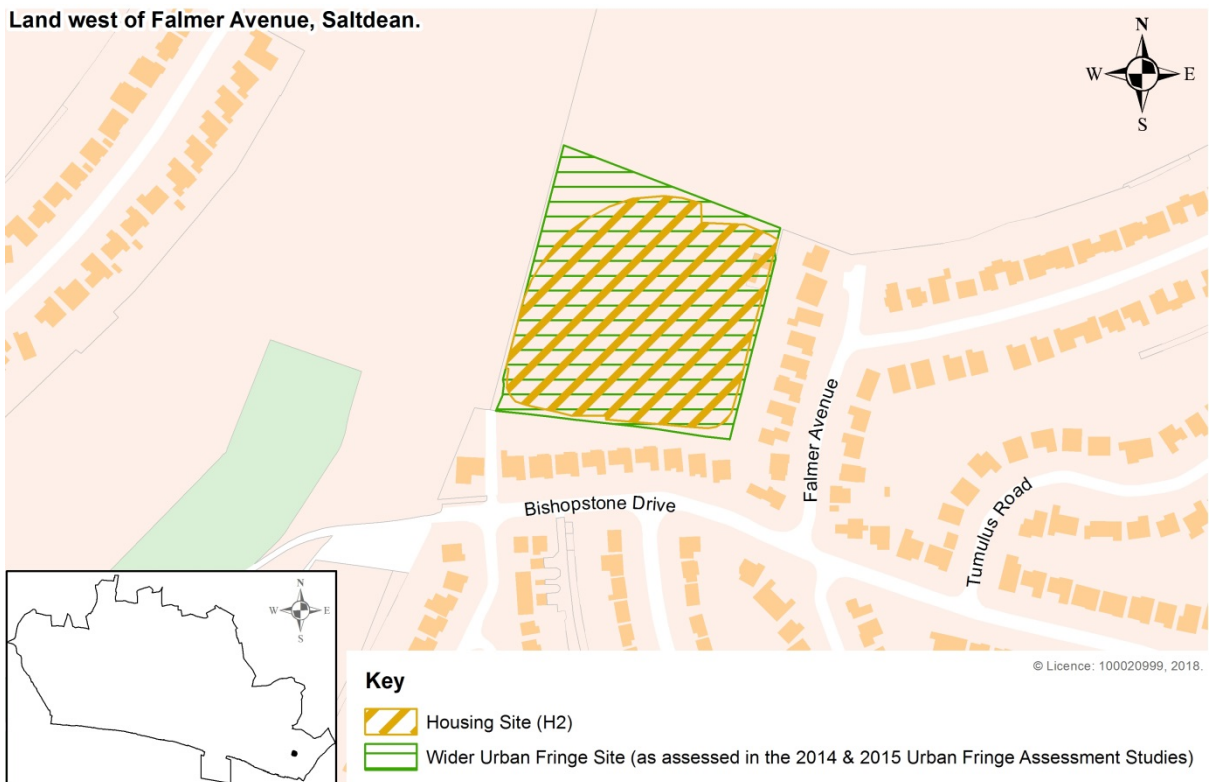 Land west of Falmer Avenue, Saltdean.
N
W E
S
Falmer Avenue
Bishopstone Drive
Tumulus Road
N
W E
S
© Licence: 100020999, 2018.
Key
Housing Site (H2)
Wider Urban Fringe Site (as assessed in the 2014 & 2015 Urban Fringe Assessment Studies)